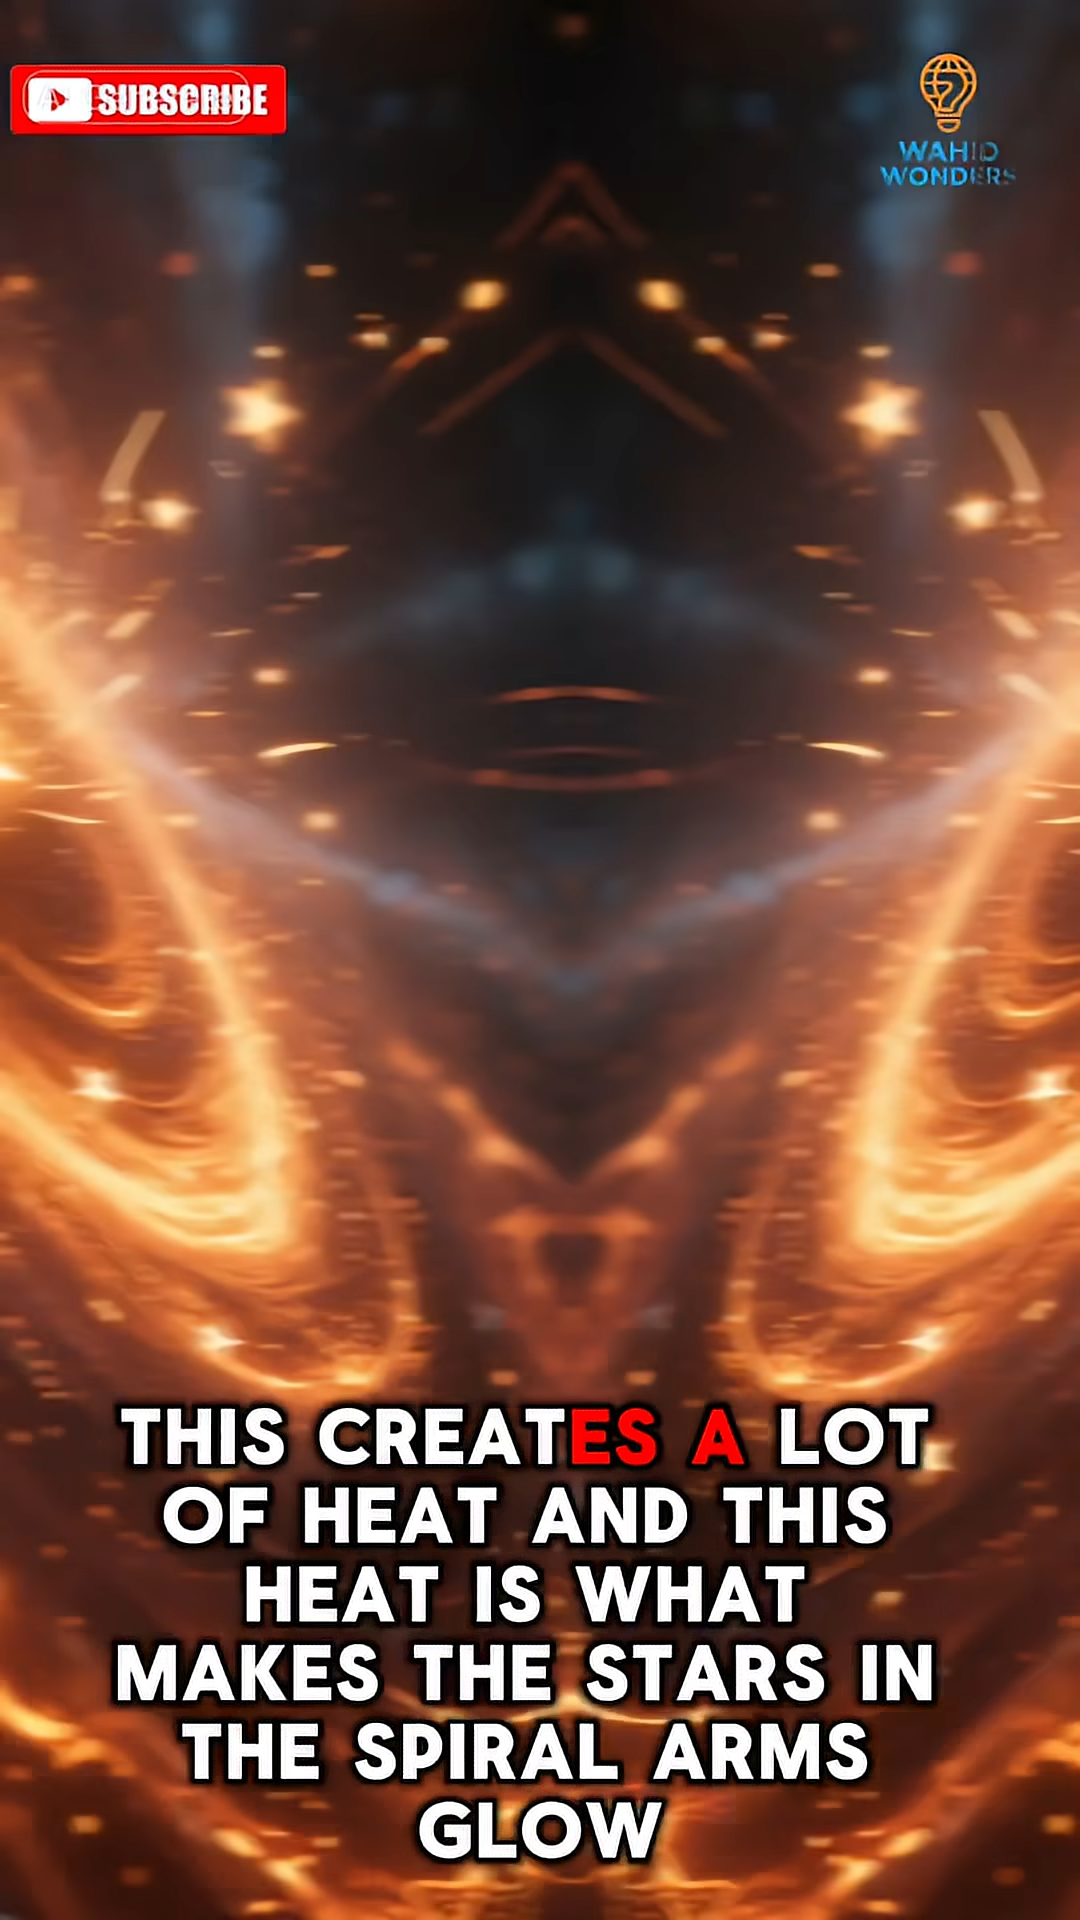 SUBSCRIBE
WAHID
WONDERS
THIS CREATES A LOT
OF HEAT AND THIS
HEAT IS WHAT
MAKES THE STARS IN
THE SPIRAL ARMS
GLOW